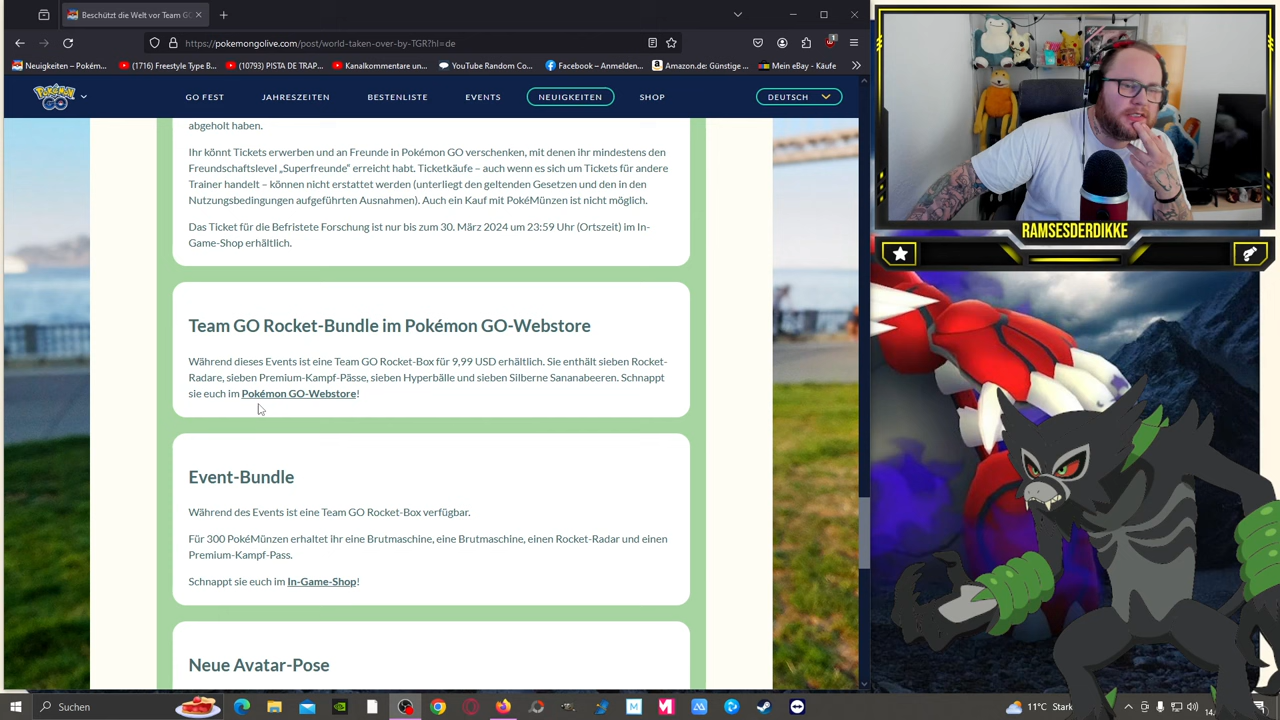 Beschützt die Welt vor Team GO
https://pokemongolive.com/post/world-taken-over-by-TGR?hl=de
Neuigkeiten – Pokém...
(1716) Freestyle Type B...
(10793) PISTA DE TRAP...
Kanalkommentare un...
YouTube Random Co...
Facebook – Anmelden...
Amazon.de: Günstige ...
Mein eBay - Käufe
GO FEST
JAHRESZEITEN
BESTENLISTE
EVENTS
NEUIGKEITEN
SHOP
DEUTSCH
abgeholt haben.
Ihr könnt Tickets erwerben und an Freunde in Pokémon GO verschenken, mit denen ihr mindestens den
Freundschaftslevel „Superfreunde" erreicht habt. Ticketkäufe – auch wenn es sich um Tickets für andere
Trainer handelt – können nicht erstattet werden (unterliegt den geltenden Gesetzen und den in den
Nutzungsbedingungen aufgeführten Ausnahmen). Auch ein Kauf mit PokéMünzen ist nicht möglich.
Das Ticket für die Befristete Forschung ist nur bis zum 30. März 2024 um 23:59 Uhr (Ortszeit) im In-
Game-Shop erhältlich.
Team GO Rocket-Bundle im Pokémon GO-Webstore
Während dieses Events ist eine Team GO Rocket-Box für 9,99 USD erhältlich. Sie enthält sieben Rocket-
Radare, sieben Premium-Kampf-Pässe, sieben Hyperbälle und sieben Silberne Sananabeeren. Schnappt
sie euch im Pokémon GO-Webstore!
Event-Bundle
Während des Events ist eine Team GO Rocket-Box verfügbar.
Für 300 PokéMünzen erhaltet ihr eine Brutmaschine, eine Brutmaschine, einen Rocket-Radar und einen
Premium-Kampf-Pass.
Schnappt sie euch im In-Game-Shop!
Neue Avatar-Pose
RAMSESDERDIKKE
Suchen
11°C Stark